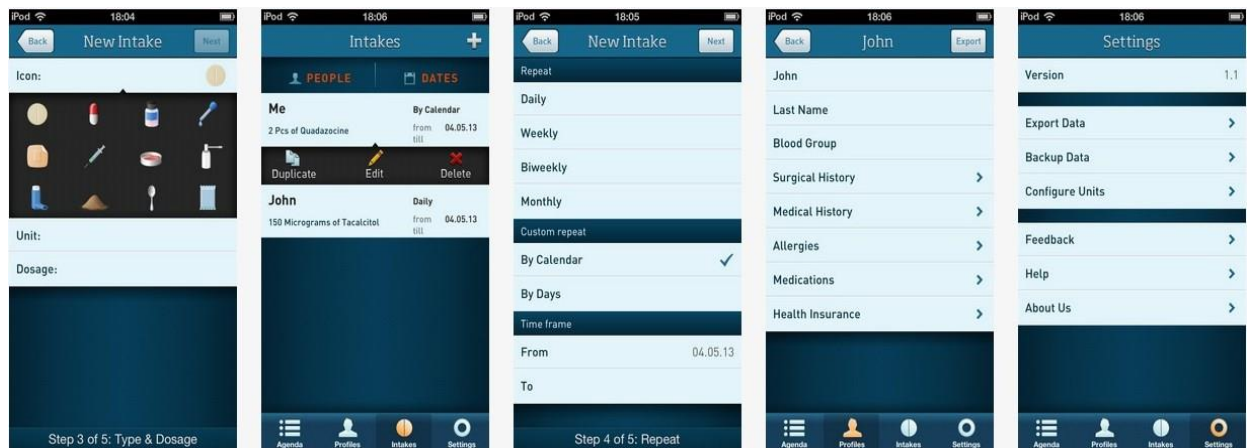 iPod 18:04
Back New Intake Next
Icon:
Unit:
Dosage:
Step 3 of 5: Type & Dosage
iPod 18:06
Intakes +
PEOPLE DATES
Me By Calendar
2 Pcs of Quadazocine from 04.05.13
till
Duplicate Edit Delete
John Daily
150 Micrograms of Tacalcitol from 04.05.13
till
Agenda Profiles Intakes Settings
iPod 18:05
Back New Intake Next
Repeat
Daily
Weekly
Biweekly
Monthly
Custom repeat
By Calendar
By Days
Time frame
From 04.05.13
To
Step 4 of 5: Repeat
iPod 18:06
Back John Export
John
Last Name
Blood Group
Surgical History
Medical History
Allergies
Medications
Health Insurance
Agenda Profiles Intakes Settings
iPod 18:06
Settings
Version 1.1
Export Data
Backup Data
Configure Units
Feedback
Help
About Us
Agenda Profiles Intakes Settings